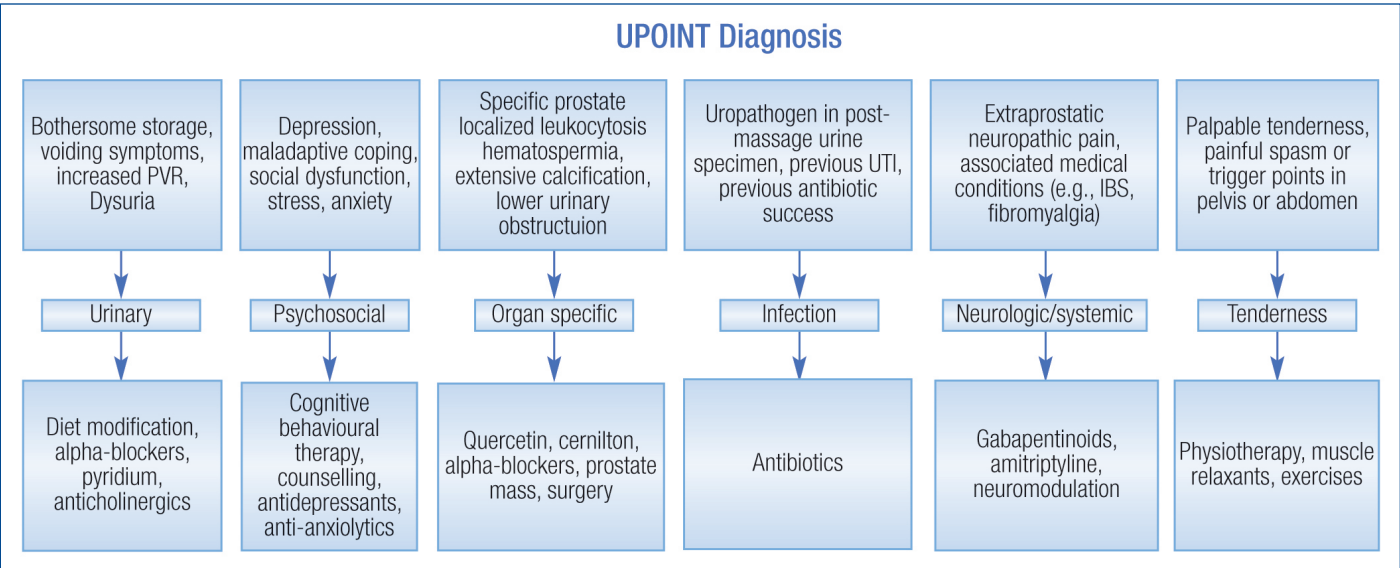 UPOINT Diagnosis
Bothersome storage,
voiding symptoms,
increased PVR,
Dysuria
Depression,
maladaptive coping,
social dysfunction,
stress, anxiety
Specific prostate
localized leukocytosis
hematospermia,
extensive calcification,
lower urinary
obstructuion
Uropathogen in post-
massage urine
specimen, previous UTI,
previous antibiotic
success
Extraprostatic
neuropathic pain,
associated medical
conditions (e.g., IBS,
fibromyalgia)
Palpable tenderness,
painful spasm or
trigger points in
pelvis or abdomen
Urinary
Psychosocial
Organ specific
Infection
Neurologic/systemic
Tenderness
Diet modification,
alpha-blockers,
pyridium,
anticholinergics
Cognitive
behavioural
therapy,
counselling,
antidepressants,
anti-anxiolytics
Quercetin, cernilton,
alpha-blockers, prostate
mass, surgery
Antibiotics
Gabapentinoids,
amitriptyline,
neuromodulation
Physiotherapy, muscle
relaxants, exercises